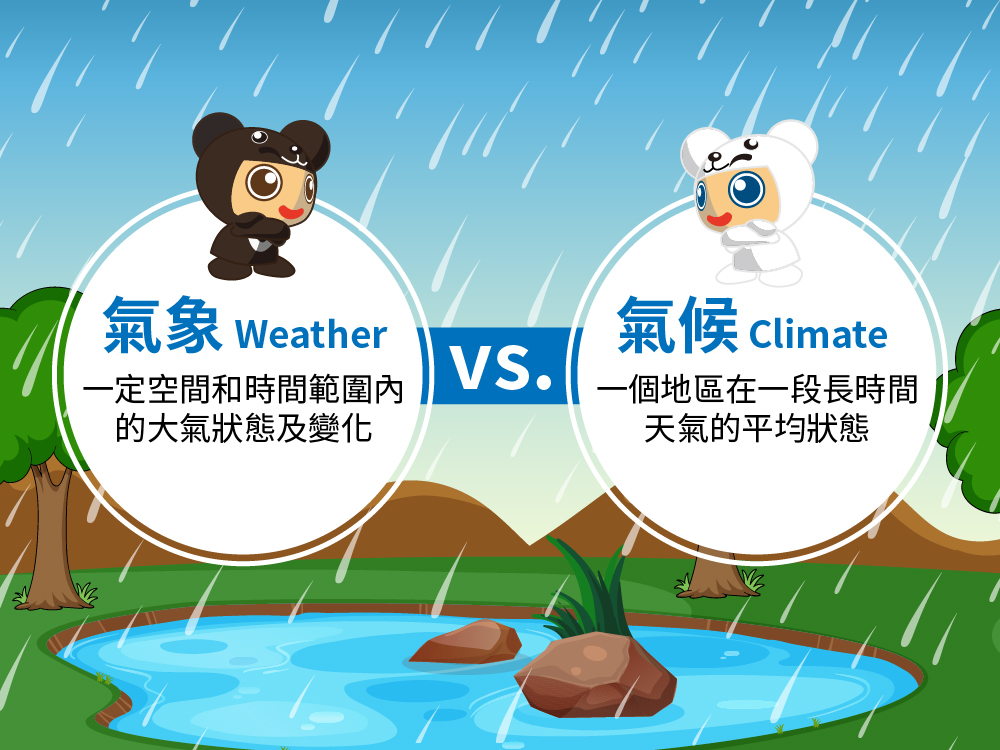 氣象 Weather
一定空間和時間範圍內
的大氣狀態及變化
vs.
氣候 Climate
一個地區在一段長時間
天氣的平均狀態